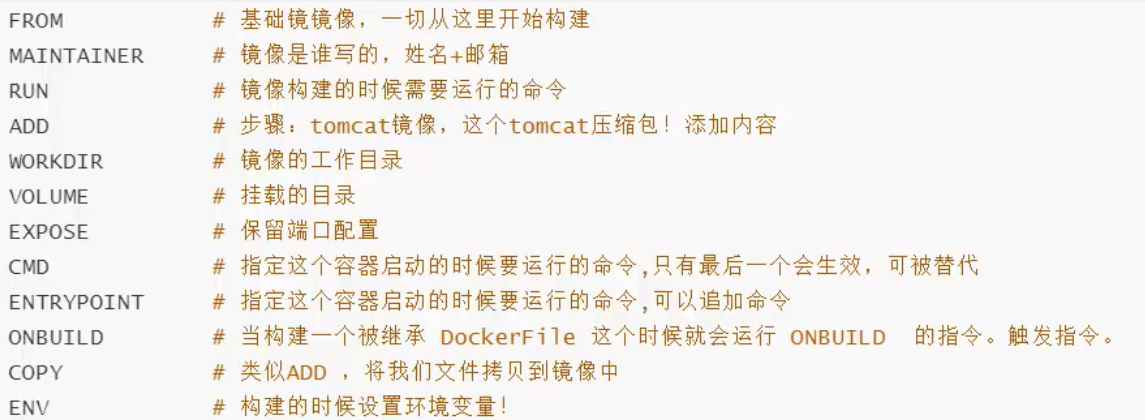 FROM # 基础镜镜像，一切从这里开始构建
MAINTAINER # 镜像是谁写的，姓名+邮箱
RUN # 镜像构建的时候需要运行的命令
ADD # 步骤：tomcat镜像，这个tomcat压缩包！添加内容
WORKDIR # 镜像的工作目录
VOLUME # 挂载的目录
EXPOSE # 保留端口配置
CMD # 指定这个容器启动的时候要运行的命令,只有最后一个会生效，可被替代
ENTRYPOINT # 指定这个容器启动的时候要运行的命令,可以追加命令
ONBUILD # 当构建一个被继承 DockerFile 这个时候就会运行 ONBUILD 的指令。触发指令。
COPY # 类似ADD ，将我们文件拷贝到镜像中
ENV # 构建的时候设置环境变量！